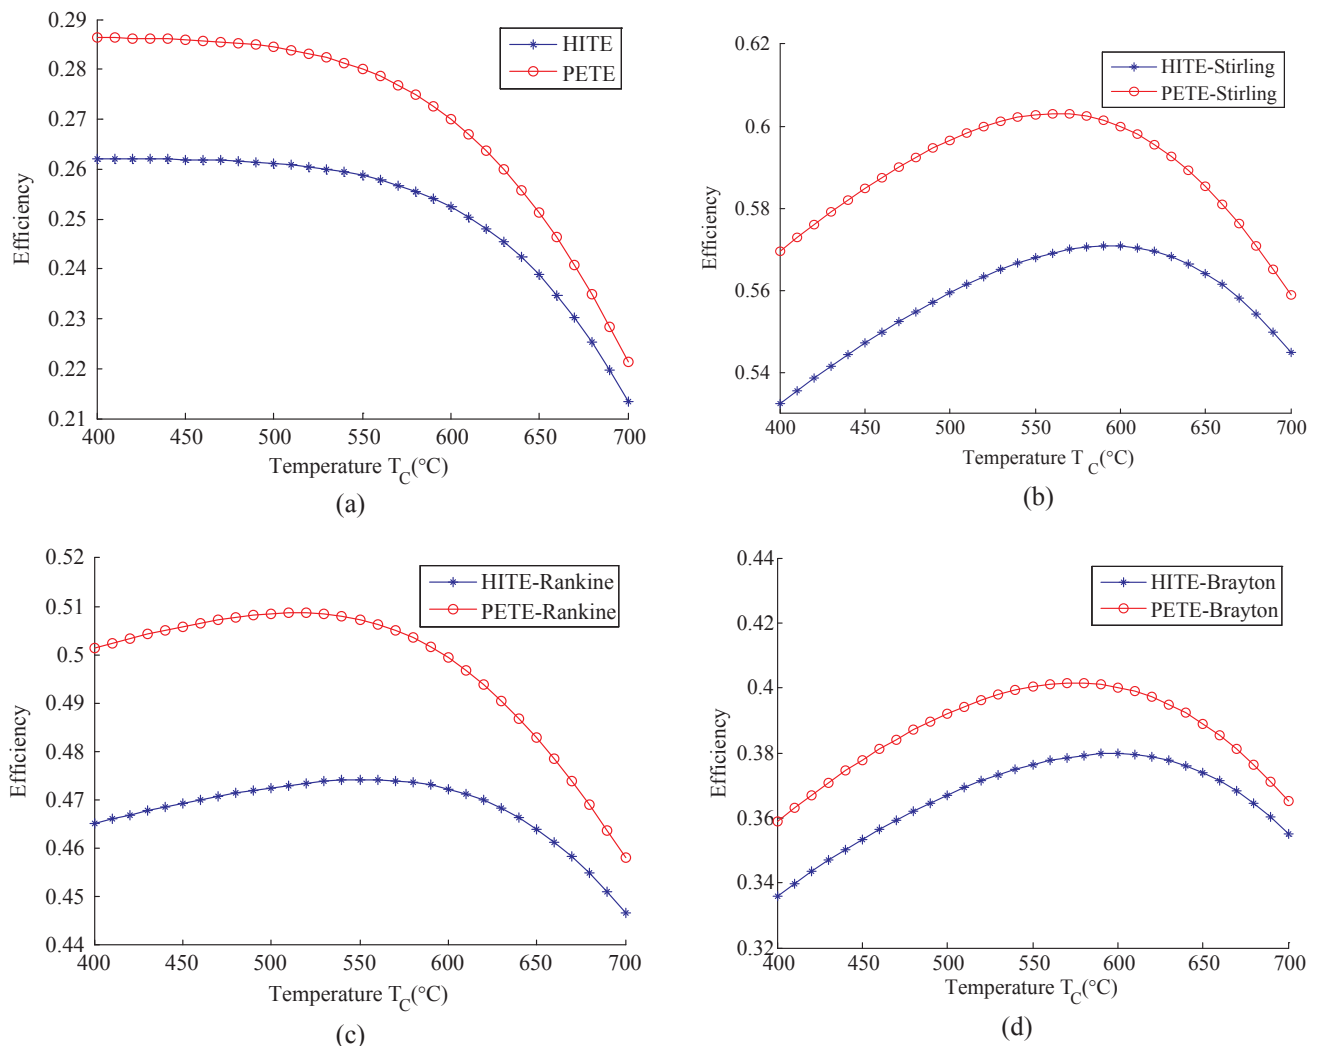 0.29
0.28
0.27
0.26
0.25
0.24
0.23
0.22
0.21
Efficiency
HITE
PETE
400 450 500 550 600 650 700
Temperature T_C(°C)
(a)
0.62
0.6
0.58
0.56
0.54
Efficiency
HITE-Stirling
PETE-Stirling
400 450 500 550 600 650 700
Temperature T_C(°C)
(b)
0.52
0.51
0.5
0.49
0.48
0.47
0.46
0.45
0.44
Efficiency
HITE-Rankine
PETE-Rankine
400 450 500 550 600 650 700
Temperature T_C(°C)
(c)
0.44
0.42
0.4
0.38
0.36
0.34
0.32
Efficiency
HITE-Brayton
PETE-Brayton
400 450 500 550 600 650 700
Temperature T_C(°C)
(d)